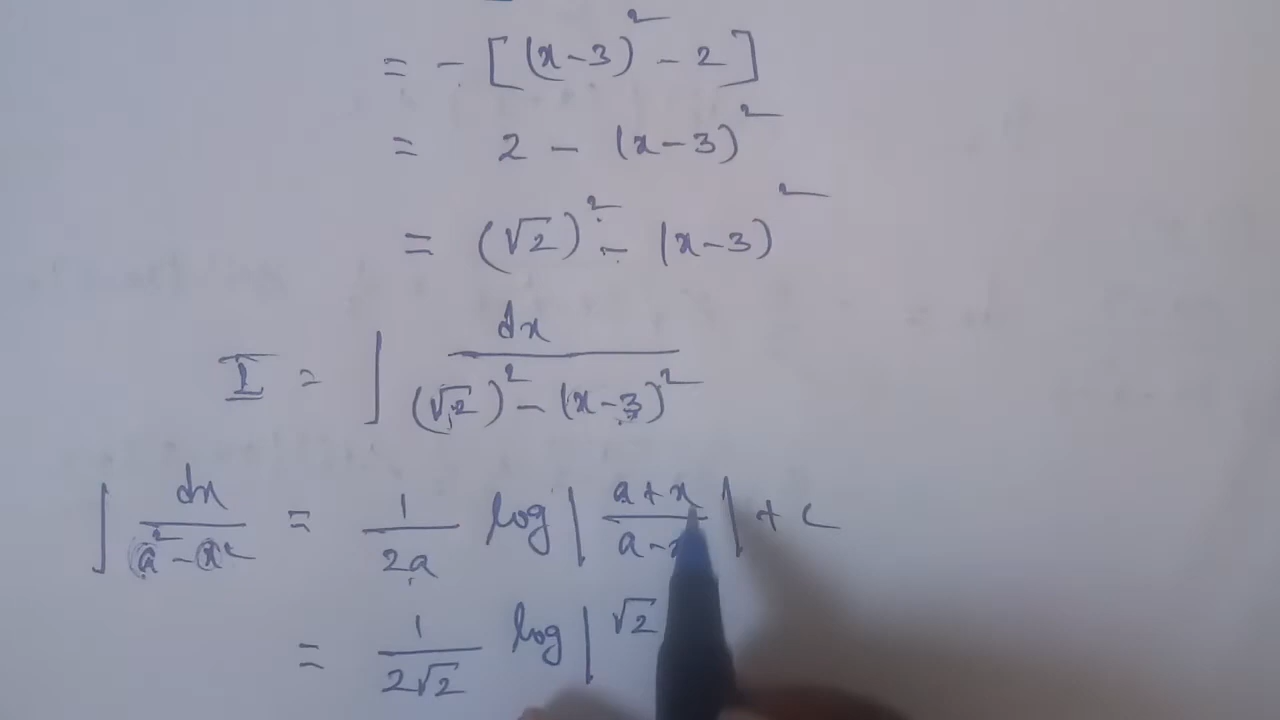 = - [(x-3)² - 2]
= 2 - (x-3)²
= (√2)² - (x-3)²
I = ∫ dx / (√2)² - (x-3)²
∫ dx / a² - x² = 1 / 2a log | a+x / a- | + c
= 1 / 2√2 log | √2